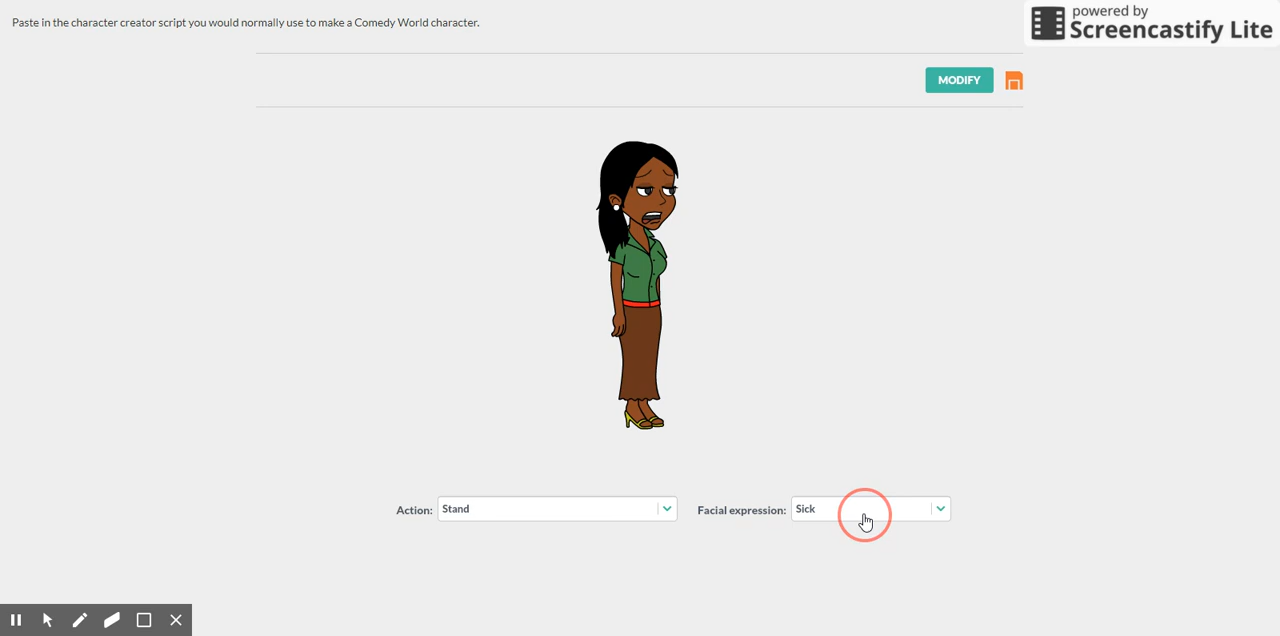 Paste in the character creator script you would normally use to make a Comedy World character.
powered by
Screencastify Lite
MODIFY
Action: Stand Facial expression: Sick